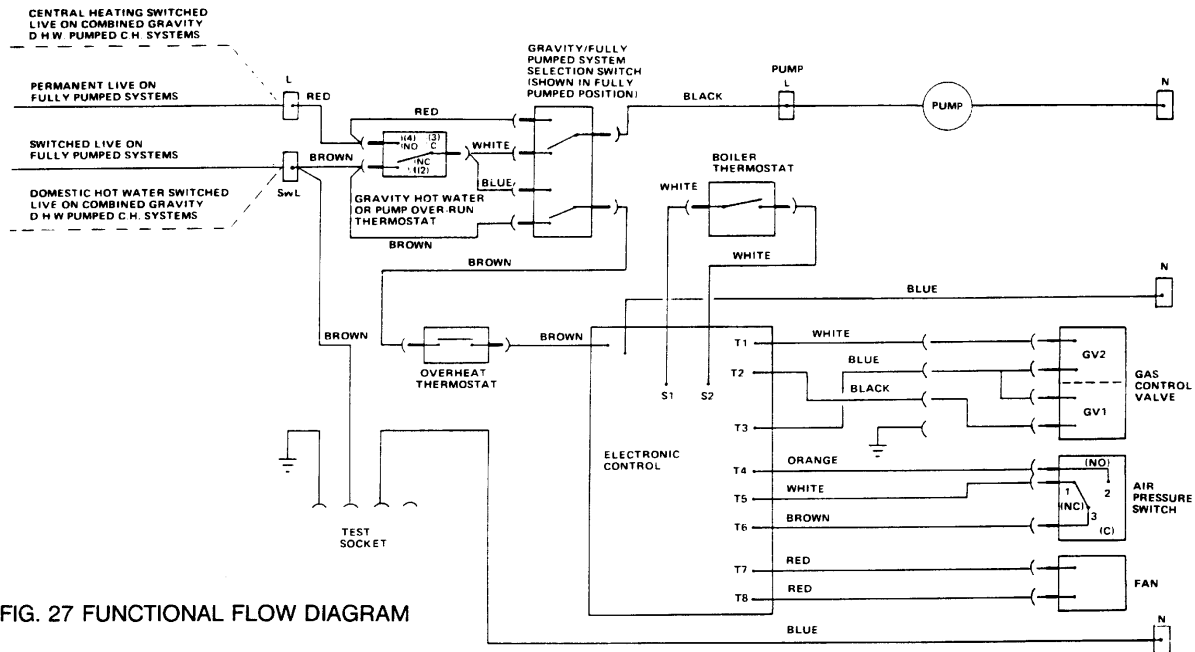 CENTRAL HEATING SWITCHED
LIVE ON COMBINED GRAVITY
D H W. PUMPED C.H. SYSTEMS
PERMANENT LIVE ON
FULLY PUMPED SYSTEMS
L
RED
SWITCHED LIVE ON
FULLY PUMPED SYSTEMS
BROWN
SwL
DOMESTIC HOT WATER SWITCHED
LIVE ON COMBINED GRAVITY
D H W PUMPED C.H. SYSTEMS
RED
(4)
(3)
NO
C
NC
(2)
WHITE
BLUE
GRAVITY HOT WATER
OR PUMP OVER-RUN
THERMOSTAT
BROWN
GRAVITY/FULLY
PUMPED SYSTEM
SELECTION SWITCH
(SHOWN IN FULLY
PUMPED POSITION)
BLACK
PUMP
L
PUMP
N
BOILER
THERMOSTAT
WHITE
WHITE
BROWN
BLUE
N
BROWN
OVERHEAT
THERMOSTAT
BROWN
S1
S2
ELECTRONIC
CONTROL
T1
WHITE
T2
BLUE
BLACK
T3
GV2
GV1
GAS
CONTROL
VALVE
T4
ORANGE
T5
WHITE
T6
BROWN
(NO)
1
2
(NC)
3
(C)
AIR
PRESSURE
SWITCH
T7
RED
T8
RED
FAN
TEST
SOCKET
BLUE
N
FIG. 27 FUNCTIONAL FLOW DIAGRAM